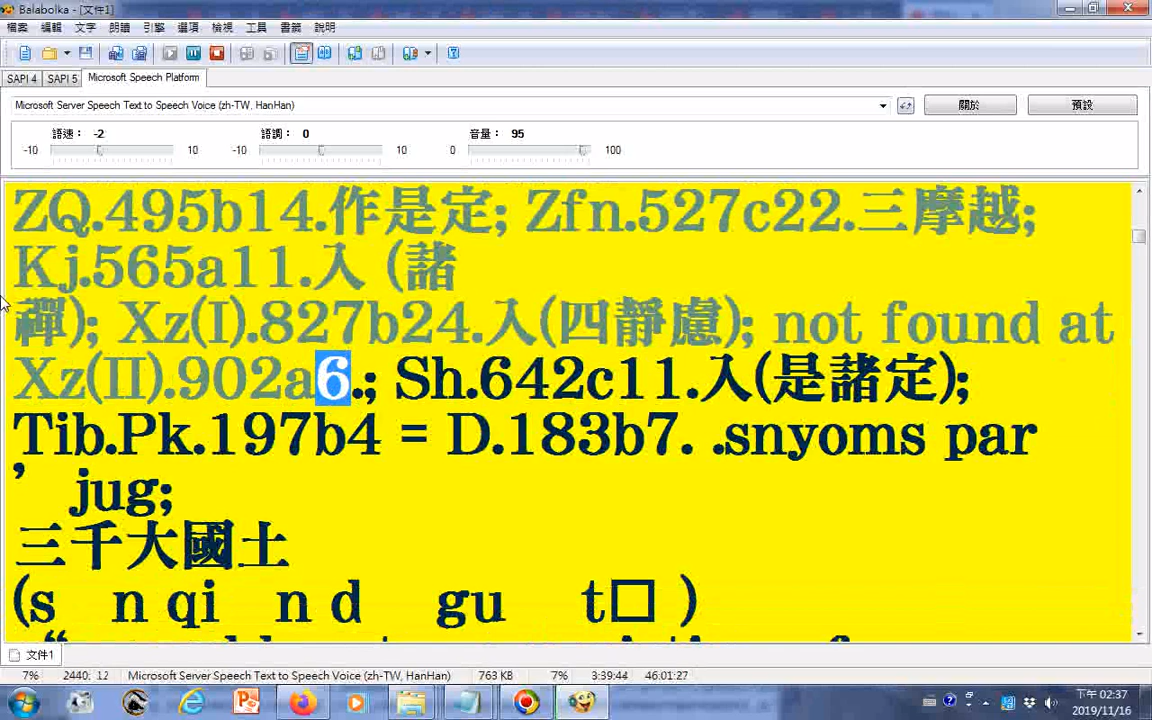 Balabolka - [文件1]
檔案 編輯 文字 朗讀 引擎 選項 檢視 工具 書籤 說明
SAPI 4 SAPI 5 Microsoft Speech Platform
Microsoft Server Speech Text to Speech Voice (zh-TW, HanHan) 關於 預設
語速： -2 語調： 0 音量： 95
-10 10 -10 10 0 100
ZQ.495b14.作是定; Zfn.527c22.三摩越;
Kj.565a11.入 (諸
禪); Xz(I).827b24.入(四靜慮); not found at
Xz(II).902a6.; Sh.642c11.入(是諸定);
Tib.Pk.197b4 = D.183b7. .snyoms par
’ jug;
三千大國土
(s n qi n d gu t□ )
文件1
7% 2440: 12 Microsoft Server Speech Text to Speech Voice (zh-TW, HanHan) 763 KB 7% 3:39:44 46:01:27
下午 02:37
2019/11/16